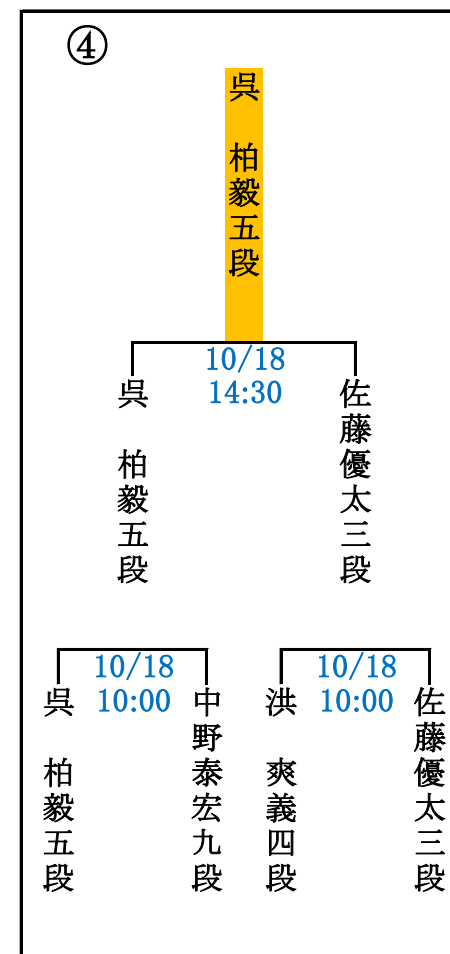 ④
呉　柏毅五段
10/18
14:30
呉　柏毅五段
佐藤優太三段
10/18
10:00
10/18
10:00
呉　柏毅五段
中野泰宏九段
洪　爽義四段
佐藤優太三段